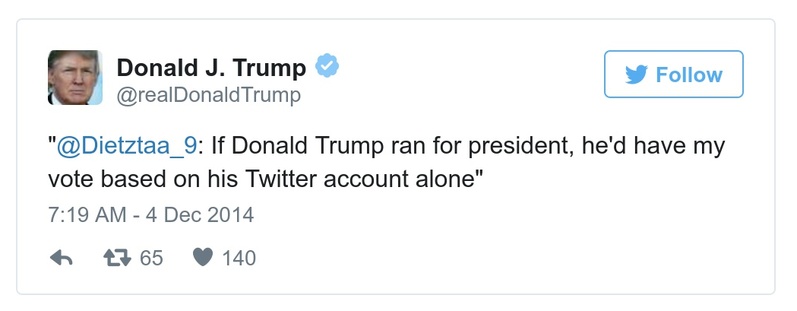 Donald J. Trump
@realDonaldTrump
Follow
"@Dietztaa_9: If Donald Trump ran for president, he'd have my
vote based on his Twitter account alone"
7:19 AM - 4 Dec 2014
65 140